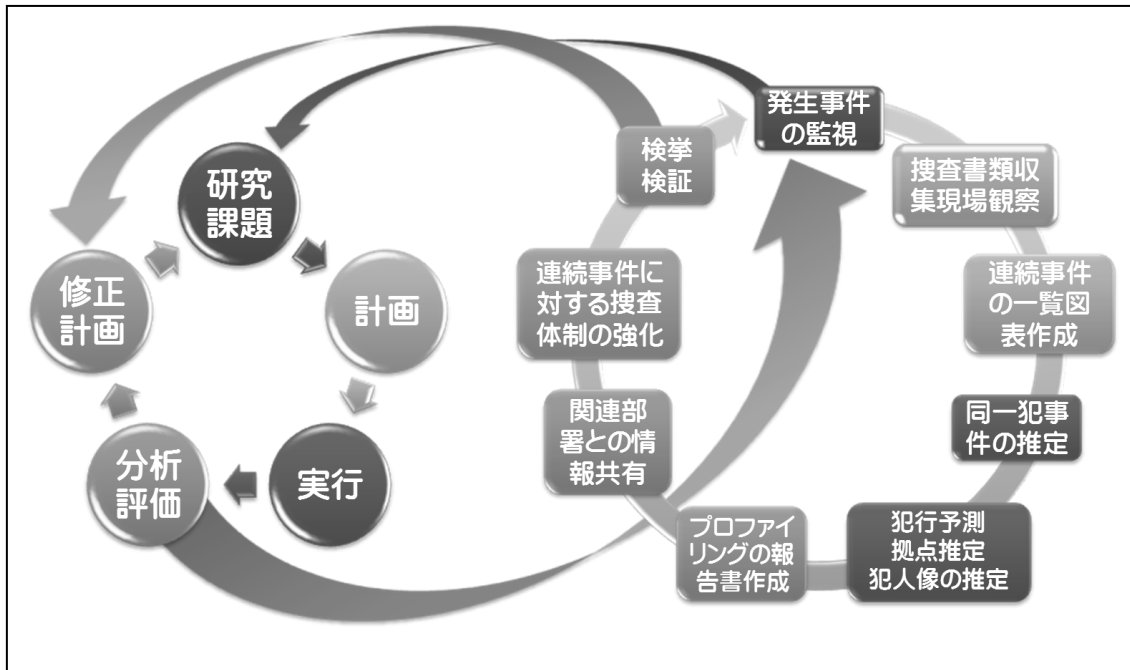 研究
課題
計画
実行
分析
評価
修正
計画
発生事件
の監視
捜査書類収
集現場観察
連続事件
の一覧図
表作成
同一犯事
件の推定
犯行予測
拠点推定
犯人像の推定
プロファイ
リングの報
告書作成
関連部
署との情
報共有
連続事件に
対する捜査
体制の強化
検挙
検証